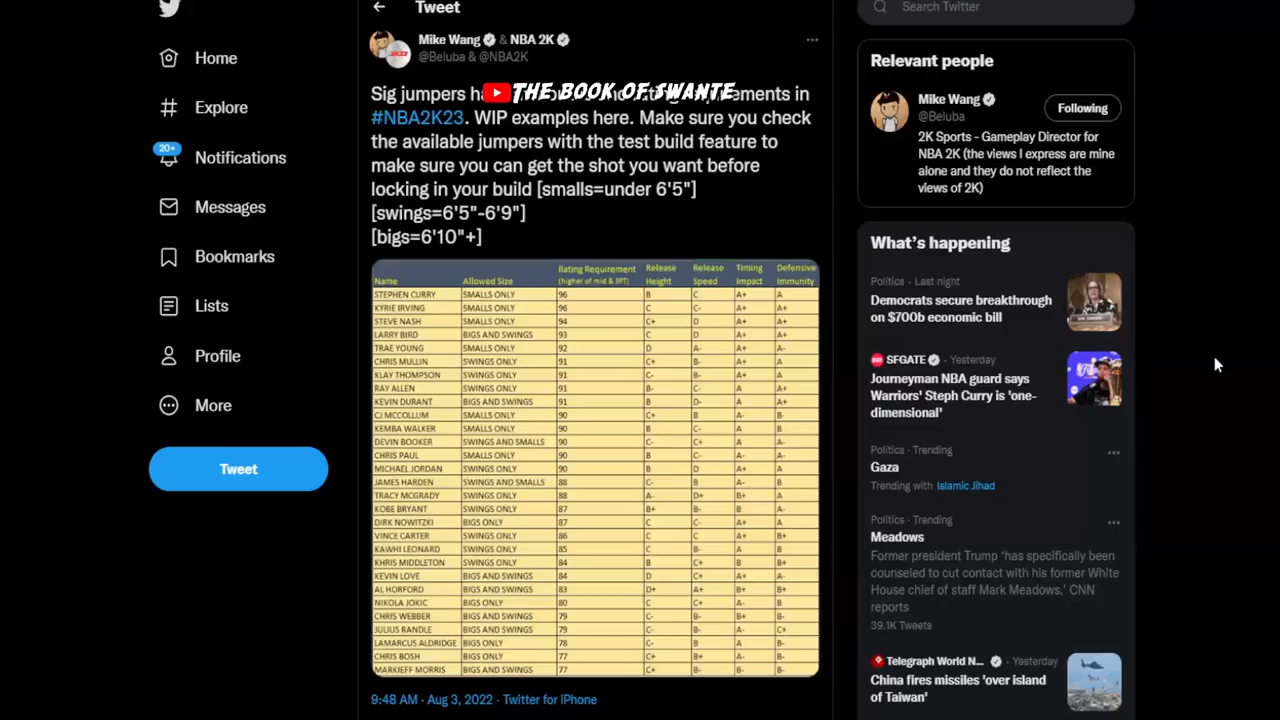 Tweet
Search Twitter
Mike Wang & NBA 2K
@Beluba & @NBA2K
THE BOOK OF SWANTE
Sig jumpers requirements in
#NBA2K23. WIP examples here. Make sure you check
the available jumpers with the test build feature to
make sure you can get the shot you want before
locking in your build [smalls=under 6'5"]
[swings=6'5"-6'9"]
[bigs=6'10"+]
Name Allowed Size Rating Requirement (higher of mid & 3PT) Release Height Release Speed Timing Impact Defensive Immunity
STEPHEN CURRY SMALLS ONLY 96 B C A+ A
KYRIE IRVING SMALLS ONLY 96 C C- A+ A+
STEVE NASH SMALLS ONLY 94 C+ D A+ A+
LARRY BIRD BIGS AND SWINGS 93 C D A+ A+
TRAE YOUNG SMALLS ONLY 92 D A- A+ A-
CHRIS MULLIN SWINGS ONLY 91 C+ B- A+ A
KLAY THOMPSON SWINGS ONLY 91 C- B- A+ A
RAY ALLEN SWINGS ONLY 91 B- C- A A+
KEVIN DURANT BIGS AND SWINGS 91 B D- A A+
CJ MCCOLLUM SMALLS ONLY 90 C+ B A- B-
KEMBA WALKER SMALLS ONLY 90 B C- A B
DEVIN BOOKER SWINGS AND SMALLS 90 C- C+ A A-
CHRIS PAUL SMALLS ONLY 90 B C- A- A-
MICHAEL JORDAN SWINGS ONLY 90 B D A+ A
JAMES HARDEN SWINGS AND SMALLS 88 C- B A- B
TRACY MCGRADY SWINGS ONLY 88 A- D+ B+ A
KOBE BRYANT SWINGS ONLY 87 B+ B- B A-
DIRK NOWITZKI BIGS ONLY 87 C C- A+ A
VINCE CARTER SWINGS ONLY 86 C C A+ B+
KAWHI LEONARD SWINGS ONLY 85 C B- A B
KHRIS MIDDLETON SWINGS ONLY 84 B C+ B B+
KEVIN LOVE BIGS AND SWINGS 84 D C+ A+ A-
AL HORFORD BIGS AND SWINGS 83 D+ A+ B+ B+
NIKOLA JOKIC BIGS ONLY 80 C C+ A- B
CHRIS WEBBER BIGS AND SWINGS 79 C- B- B+ B-
JULIUS RANDLE BIGS AND SWINGS 79 C- B- A- C+
LAMARCUS ALDRIDGE BIGS ONLY 78 C- B A B-
CHRIS BOSH BIGS ONLY 77 C+ B+ A- B-
MARKIEFF MORRIS BIGS AND SWINGS 77 C+ B- B- B-
9:48 AM · Aug 3, 2022 · Twitter for iPhone
Home
Explore
20+
Notifications
Messages
Bookmarks
Lists
Profile
More
Tweet
Relevant people
Mike Wang
@Beluba
Following
2K Sports - Gameplay Director for
NBA 2K (the views I express are mine
alone and they do not reflect the
views of 2K)
What's happening
Politics · Last night
Democrats secure breakthrough
on $700b economic bill
SFGATE · Yesterday
Journeyman NBA guard says
Warriors' Steph Curry is 'one-
dimensional'
Politics · Trending
Gaza
Trending with Islamic Jihad
Politics · Trending
Meadows
Former president Trump 'has specifically been
counseled to cut contact with his former White
House chief of staff Mark Meadows,' CNN
reports
39.1K Tweets
Telegraph World N... · Yesterday
China fires missiles 'over island
of Taiwan'